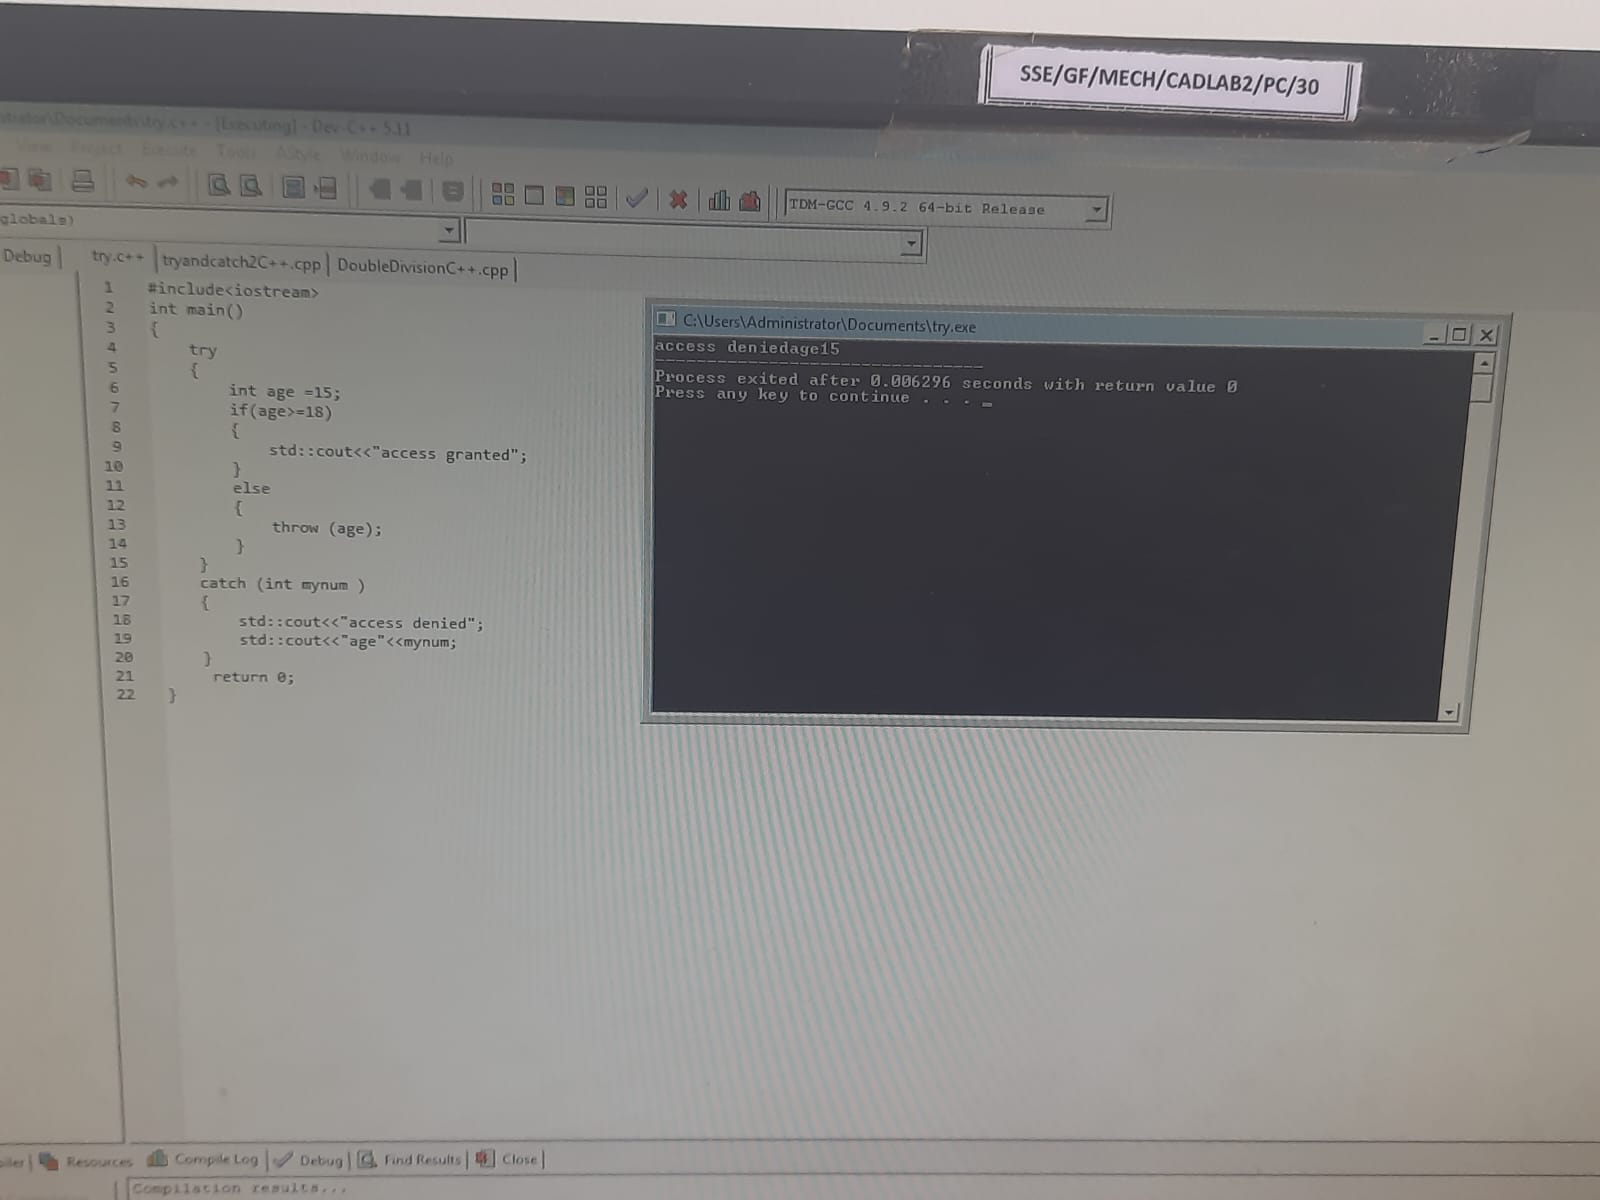 SSE/GF/MECH/CADLAB2/PC/30
strator\Documents\try.c++ - [Executing] - Dev-C++ 5.11
View Project Execute Tools AStyle Window Help
TDM-GCC 4.9.2 64-bit Release
globals)
Debug try.c++ tryandcatch2C++.cpp DoubleDivisionC++.cpp
1 #include<iostream>
2 int main()
3 {
4 try
5 {
6 int age =15;
7 if(age>=18)
8 {
9 std::cout<<"access granted";
10 }
11 else
12 {
13 throw (age);
14 }
15 }
16 catch (int mynum )
17 {
18 std::cout<<"access denied";
19 std::cout<<"age"<<mynum;
20 }
21 return 0;
22 }
C:\Users\Administrator\Documents\try.exe
access deniedage15
--------------------------------
Process exited after 0.006296 seconds with return value 0
Press any key to continue . . . _
Resources Compile Log Debug Find Results Close
Compilation results...